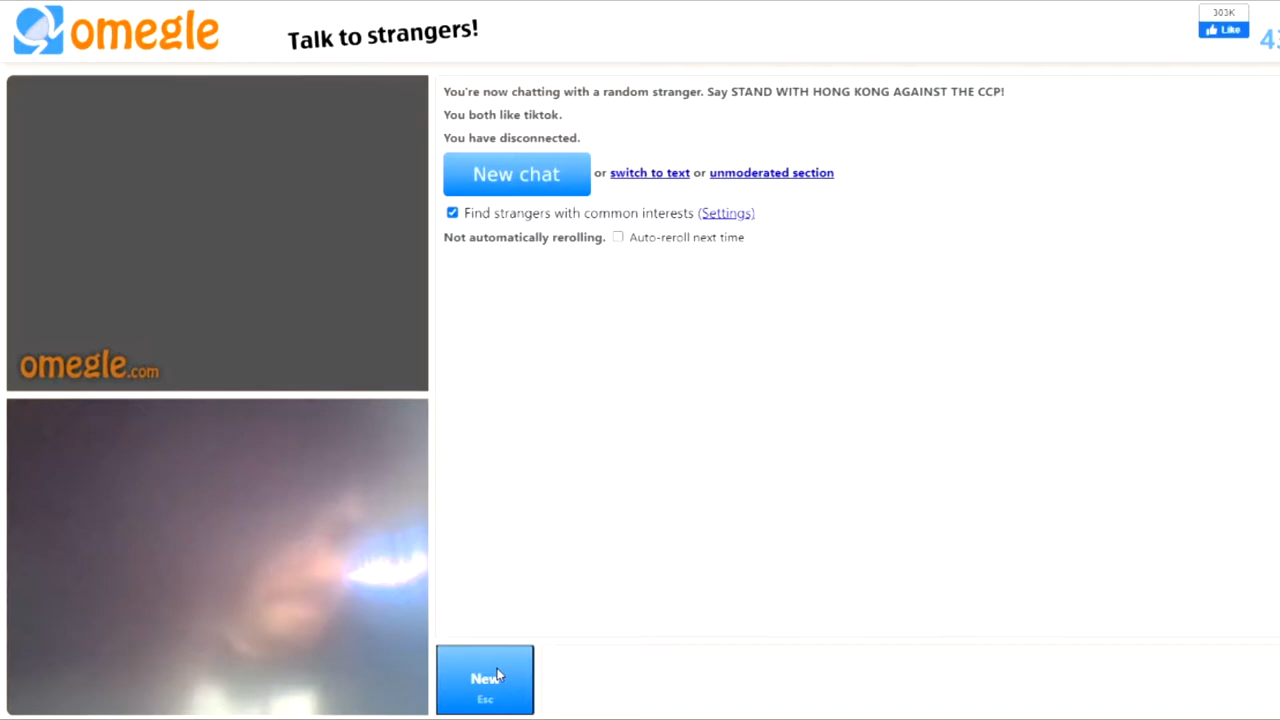 omegle
Talk to strangers!
303K
Like
You're now chatting with a random stranger. Say STAND WITH HONG KONG AGAINST THE CCP!
You both like tiktok.
You have disconnected.
New chat or switch to text or unmoderated section
Find strangers with common interests (Settings)
Not automatically rerolling. Auto-reroll next time
omegle.com
New
Esc